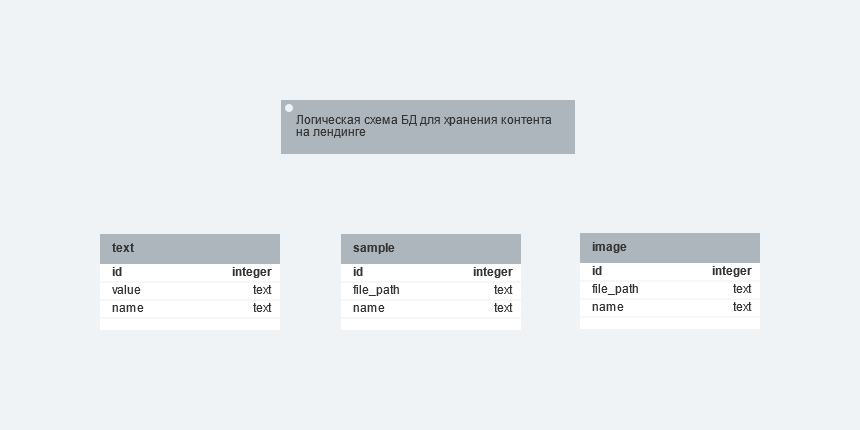 Логическая схема БД для хранения контента
на лендинге
text
id integer
value text
name text
sample
id integer
file_path text
name text
image
id integer
file_path text
name text